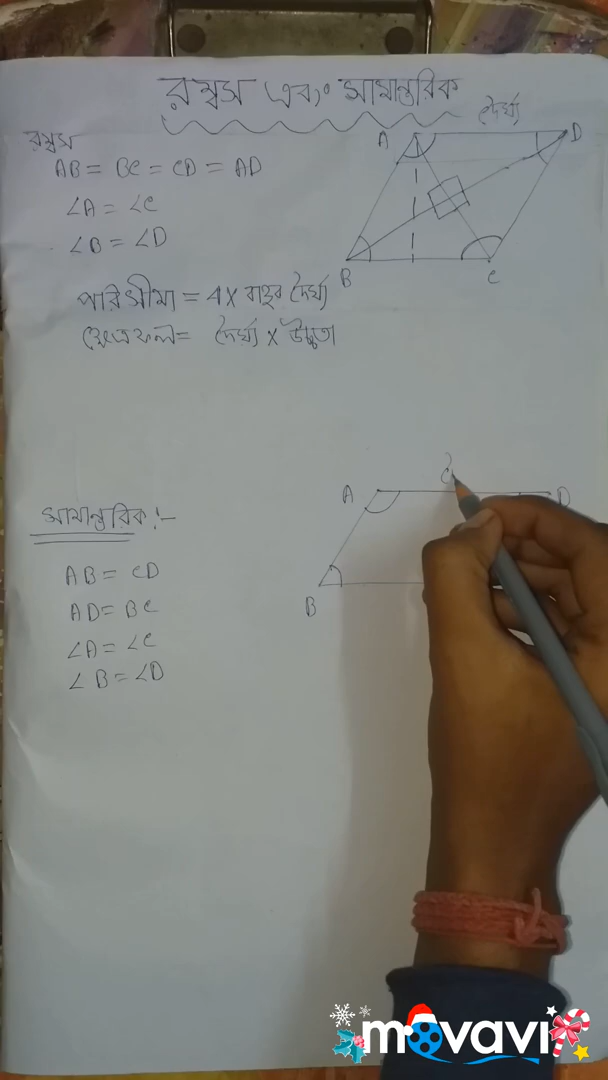 রম্বস এবং সামান্তরিক
রম্বস
AB = BC = CD = AD
∠A = ∠C
∠B = ∠D
পারিসীমা = 4 x বাহুর দৈর্ঘ্য
ক্ষেত্রফল = দৈর্ঘ্য x উচ্চতা
দৈর্ঘ্য
A D
B C
সামান্তরিক :-
AB = CD
AD = BC
∠A = ∠C
∠B = ∠D
A D
B
movavi